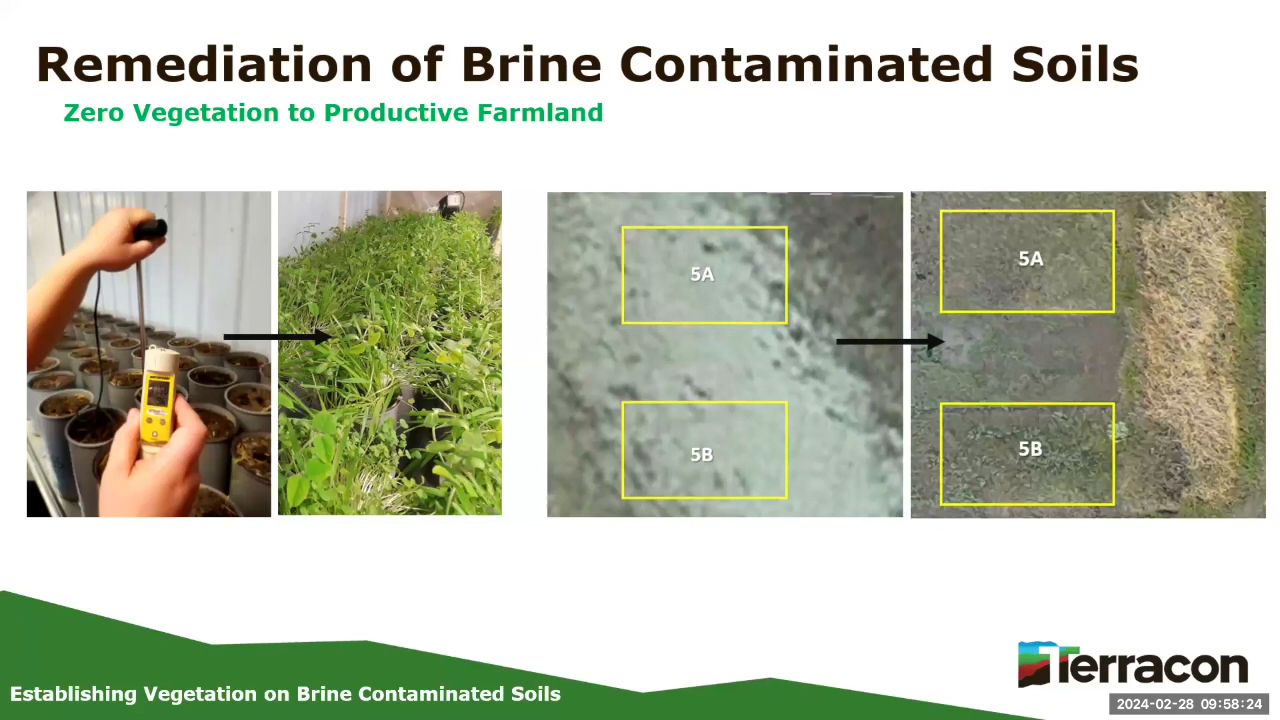 Remediation of Brine Contaminated Soils
Zero Vegetation to Productive Farmland
5A
5A
5B
5B
Establishing Vegetation on Brine Contaminated Soils
Terracon
2024-02-28 09:58:24